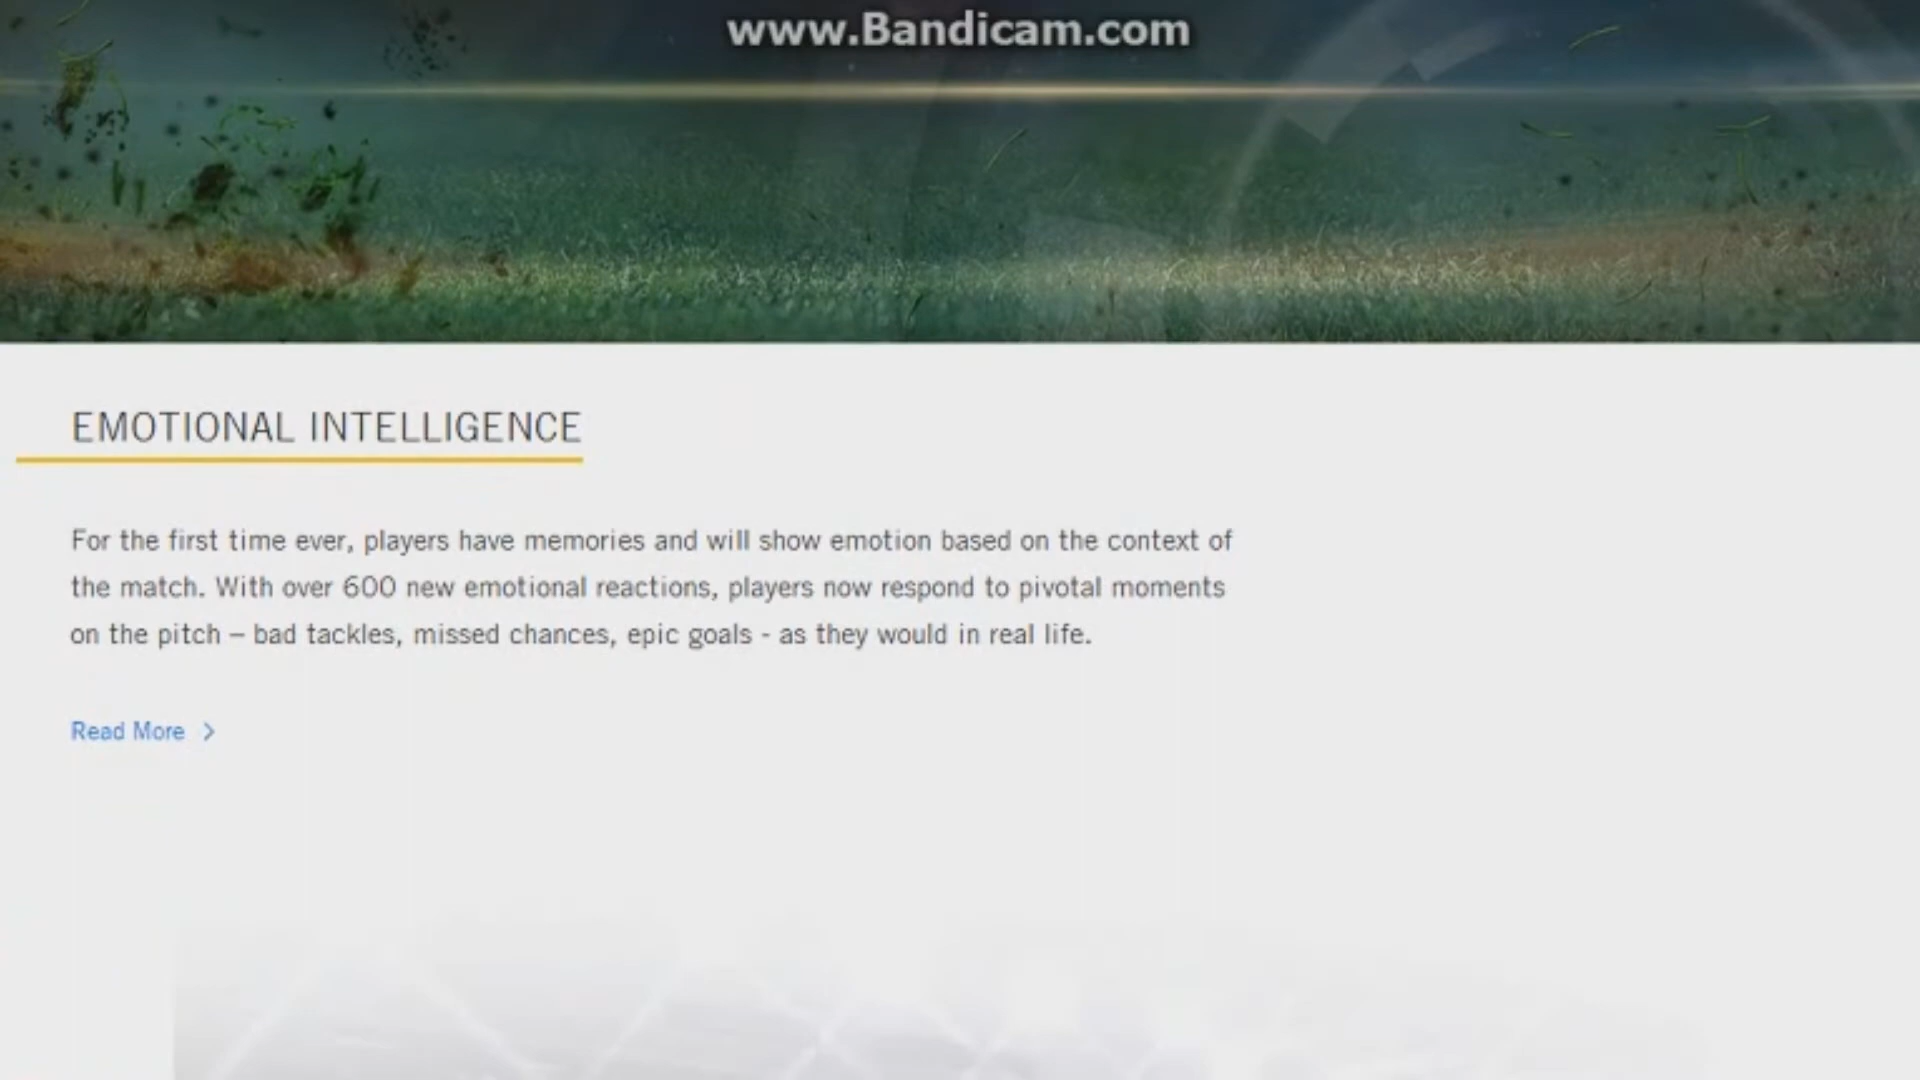 www.Bandicam.com
EMOTIONAL INTELLIGENCE
For the first time ever, players have memories and will show emotion based on the context of
the match. With over 600 new emotional reactions, players now respond to pivotal moments
on the pitch – bad tackles, missed chances, epic goals - as they would in real life.
Read More >